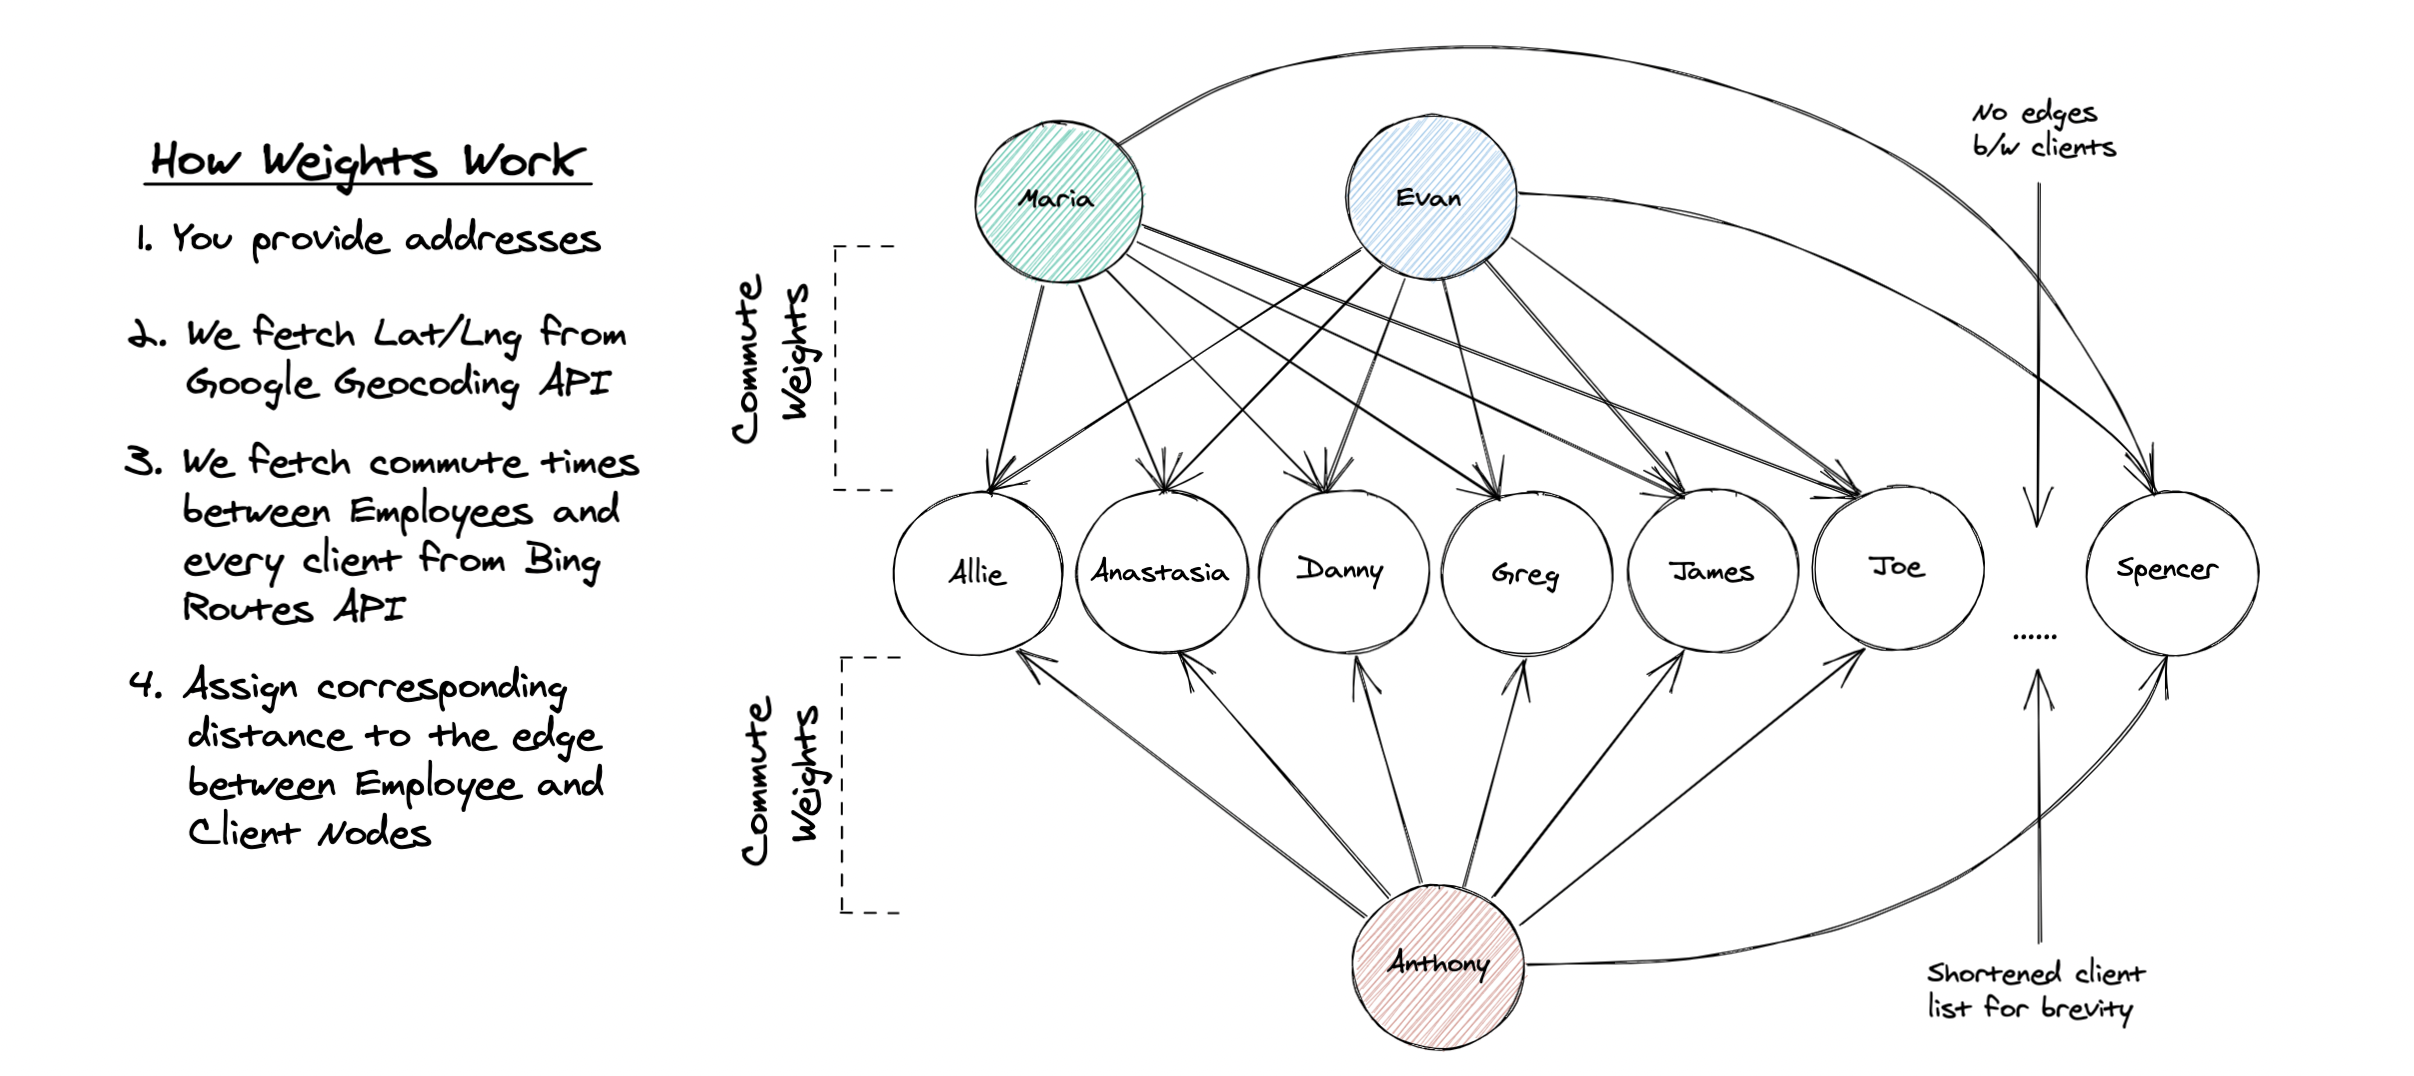 How Weights Work
1. You provide addresses
2. We fetch Lat/Lng from
Google Geocoding API
3. We fetch commute times
between Employees and
every client from Bing
Routes API
4. Assign corresponding
distance to the edge
between Employee and
Client Nodes
Commute
Weights
Commute
Weights
Maria
Evan
No edges
b/w clients
Allie
Anastasia
Danny
Greg
James
Joe
......
Spencer
Anthony
Shortened client
list for brevity